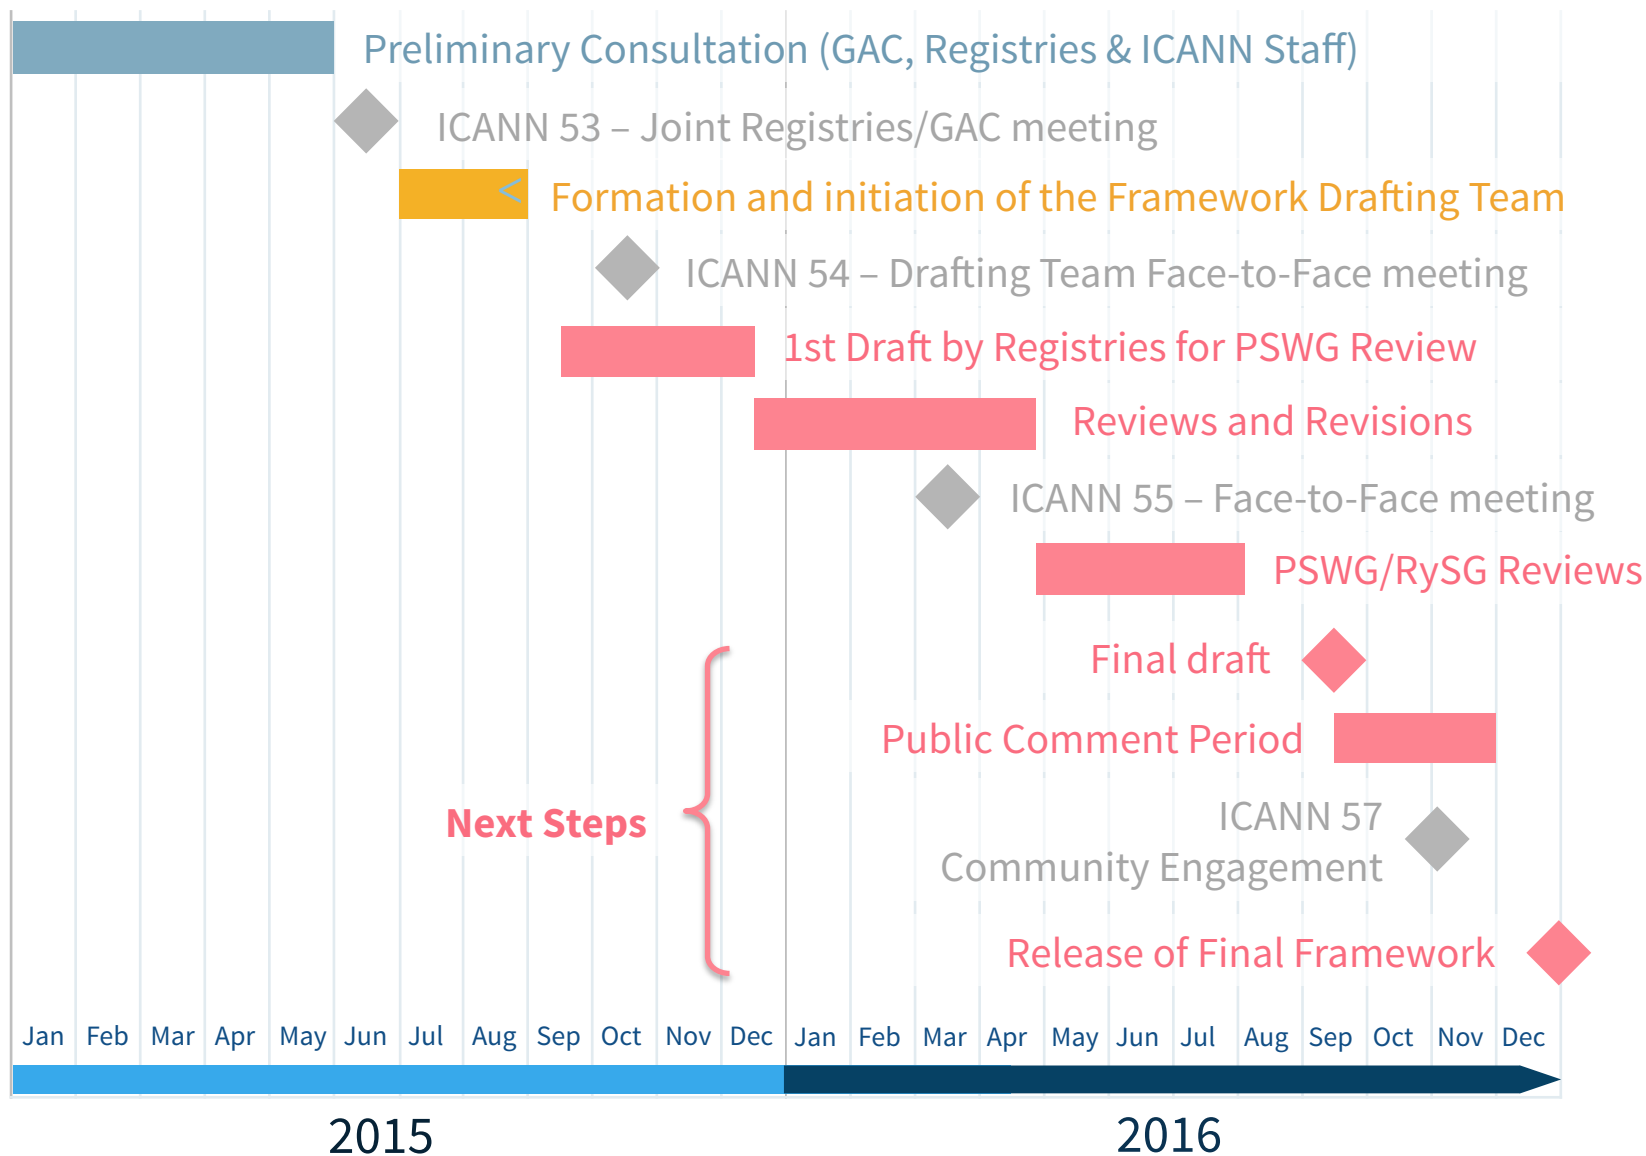 Preliminary Consultation (GAC, Registries & ICANN Staff)
ICANN 53 – Joint Registries/GAC meeting
<
Formation and initiation of the Framework Drafting Team
ICANN 54 – Drafting Team Face-to-Face meeting
1st Draft by Registries for PSWG Review
Reviews and Revisions
ICANN 55 – Face-to-Face meeting
PSWG/RySG Reviews
Final draft
Public Comment Period
Next Steps
ICANN 57
Community Engagement
Release of Final Framework
Jan Feb Mar Apr May Jun Jul Aug Sep Oct Nov Dec Jan Feb Mar Apr May Jun Jul Aug Sep Oct Nov Dec
2015 2016